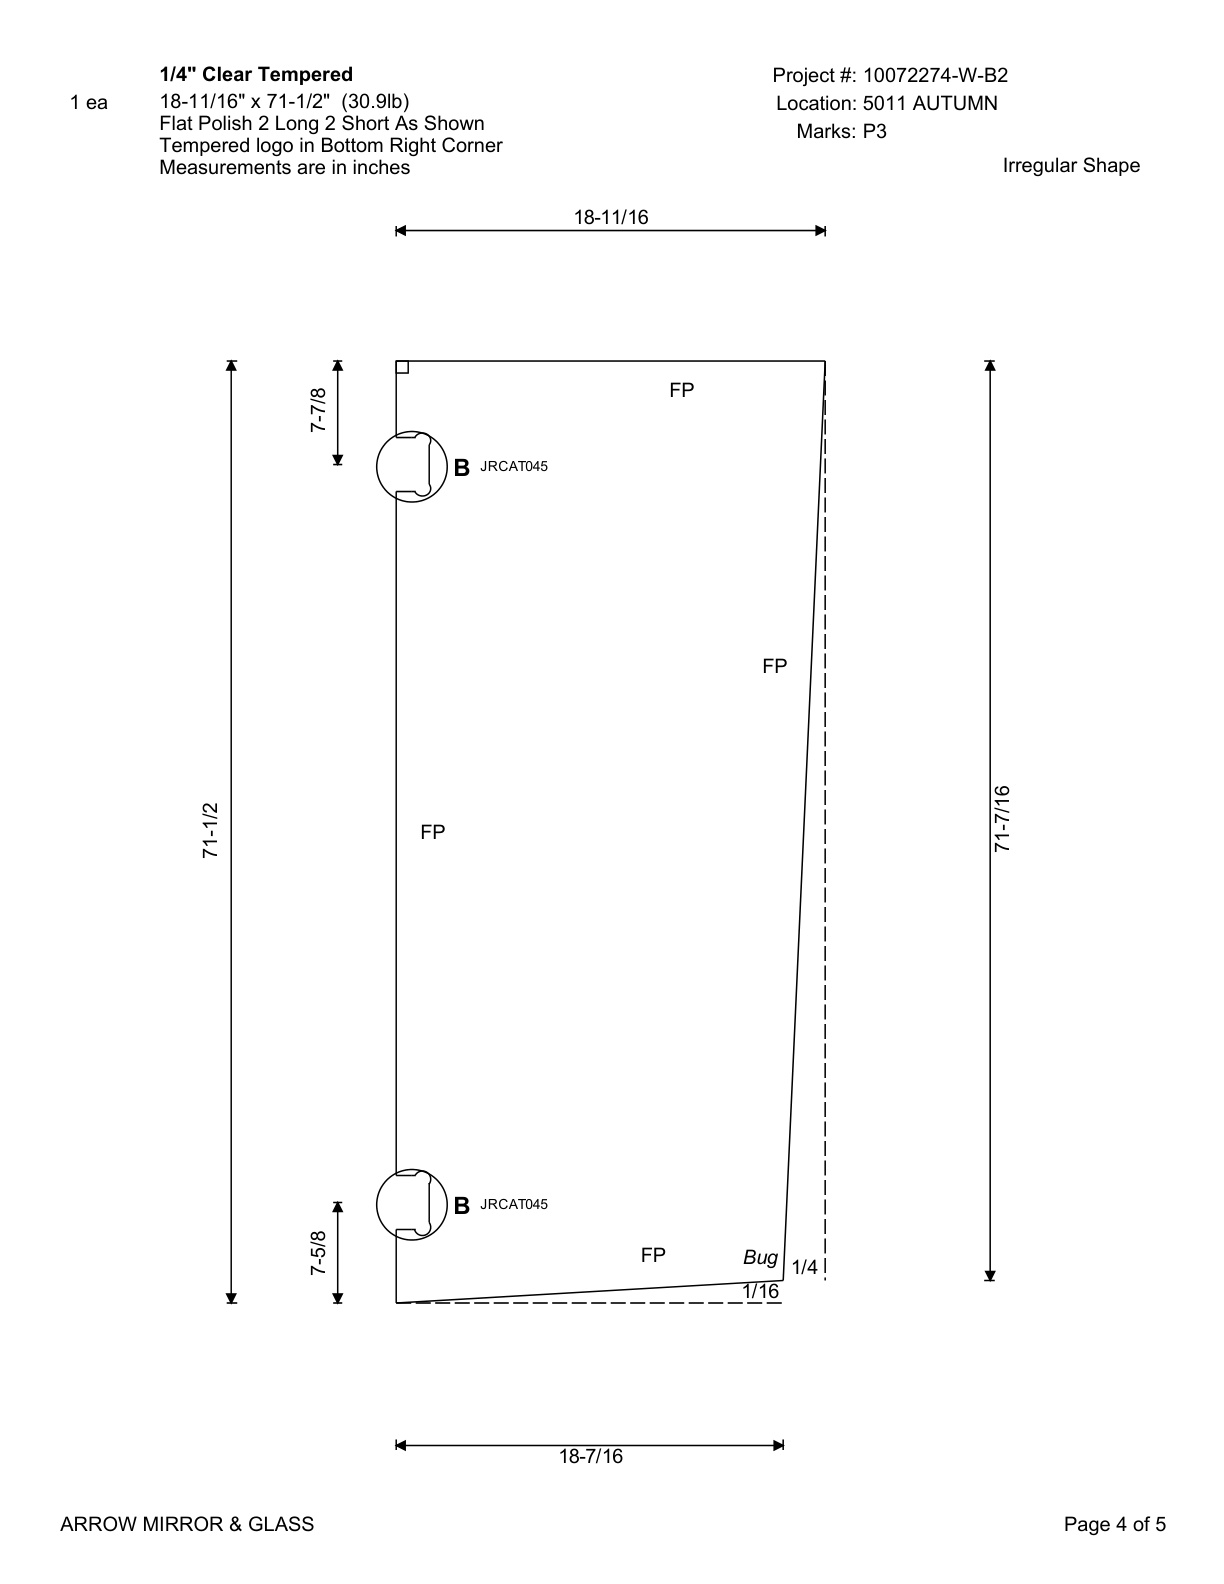 1/4" Clear Tempered
1 ea
18-11/16" x 71-1/2" (30.9lb)
Flat Polish 2 Long 2 Short As Shown
Tempered logo in Bottom Right Corner
Measurements are in inches
Project #: 10072274-W-B2
Location: 5011 AUTUMN
Marks: P3
Irregular Shape
18-11/16
7-7/8
FP
B JRCAT045
FP
71-1/2
FP
71-7/16
B JRCAT045
7-5/8
FP
Bug
1/4
1/16
18-7/16
ARROW MIRROR & GLASS
Page 4 of 5